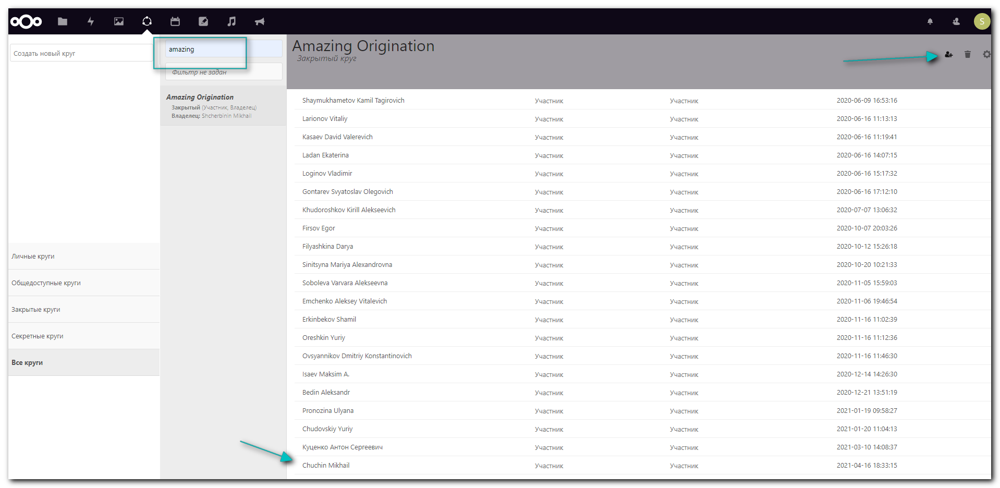 S
Создать новый круг
amazing
Фильтр не задан
Amazing Origination
Закрытый (Участник, Владелец)
Владелец: Shcherbinin Mikhail
Личные круги
Общедоступные круги
Закрытые круги
Секретные круги
Все круги
Amazing Origination
Закрытый круг
Shaymukhametov Kamil Tagirovich Участник Участник 2020-06-09 16:53:16
Larionov Vitaliy Участник Участник 2020-06-16 11:13:13
Kasaev David Valerevich Участник Участник 2020-06-16 11:19:41
Ladan Ekaterina Участник Участник 2020-06-16 14:07:15
Loginov Vladimir Участник Участник 2020-06-16 15:17:32
Gontarev Svyatoslav Olegovich Участник Участник 2020-06-16 17:12:10
Khudoroshkov Kirill Alekseevich Участник Участник 2020-07-07 13:06:32
Firsov Egor Участник Участник 2020-10-07 20:03:26
Filyashkina Darya Участник Участник 2020-10-12 15:26:18
Sinitsyna Mariya Alexandrovna Участник Участник 2020-10-20 10:21:33
Soboleva Varvara Alekseevna Участник Участник 2020-11-05 15:59:03
Emchenko Aleksey Vitalevich Участник Участник 2020-11-06 19:46:54
Erkinbekov Shamil Участник Участник 2020-11-16 11:02:39
Oreshkin Yuriy Участник Участник 2020-11-16 11:12:36
Ovsyannikov Dmitriy Konstantinovich Участник Участник 2020-11-16 11:46:30
Isaev Maksim A. Участник Участник 2020-12-14 14:26:30
Bedin Aleksandr Участник Участник 2020-12-21 13:51:19
Pronozina Ulyana Участник Участник 2021-01-19 09:58:27
Chudovskiy Yuriy Участник Участник 2021-01-20 11:04:13
Куценко Антон Сергеевич Участник Участник 2021-03-10 14:08:37
Chuchin Mikhail Участник Участник 2021-04-16 18:33:15